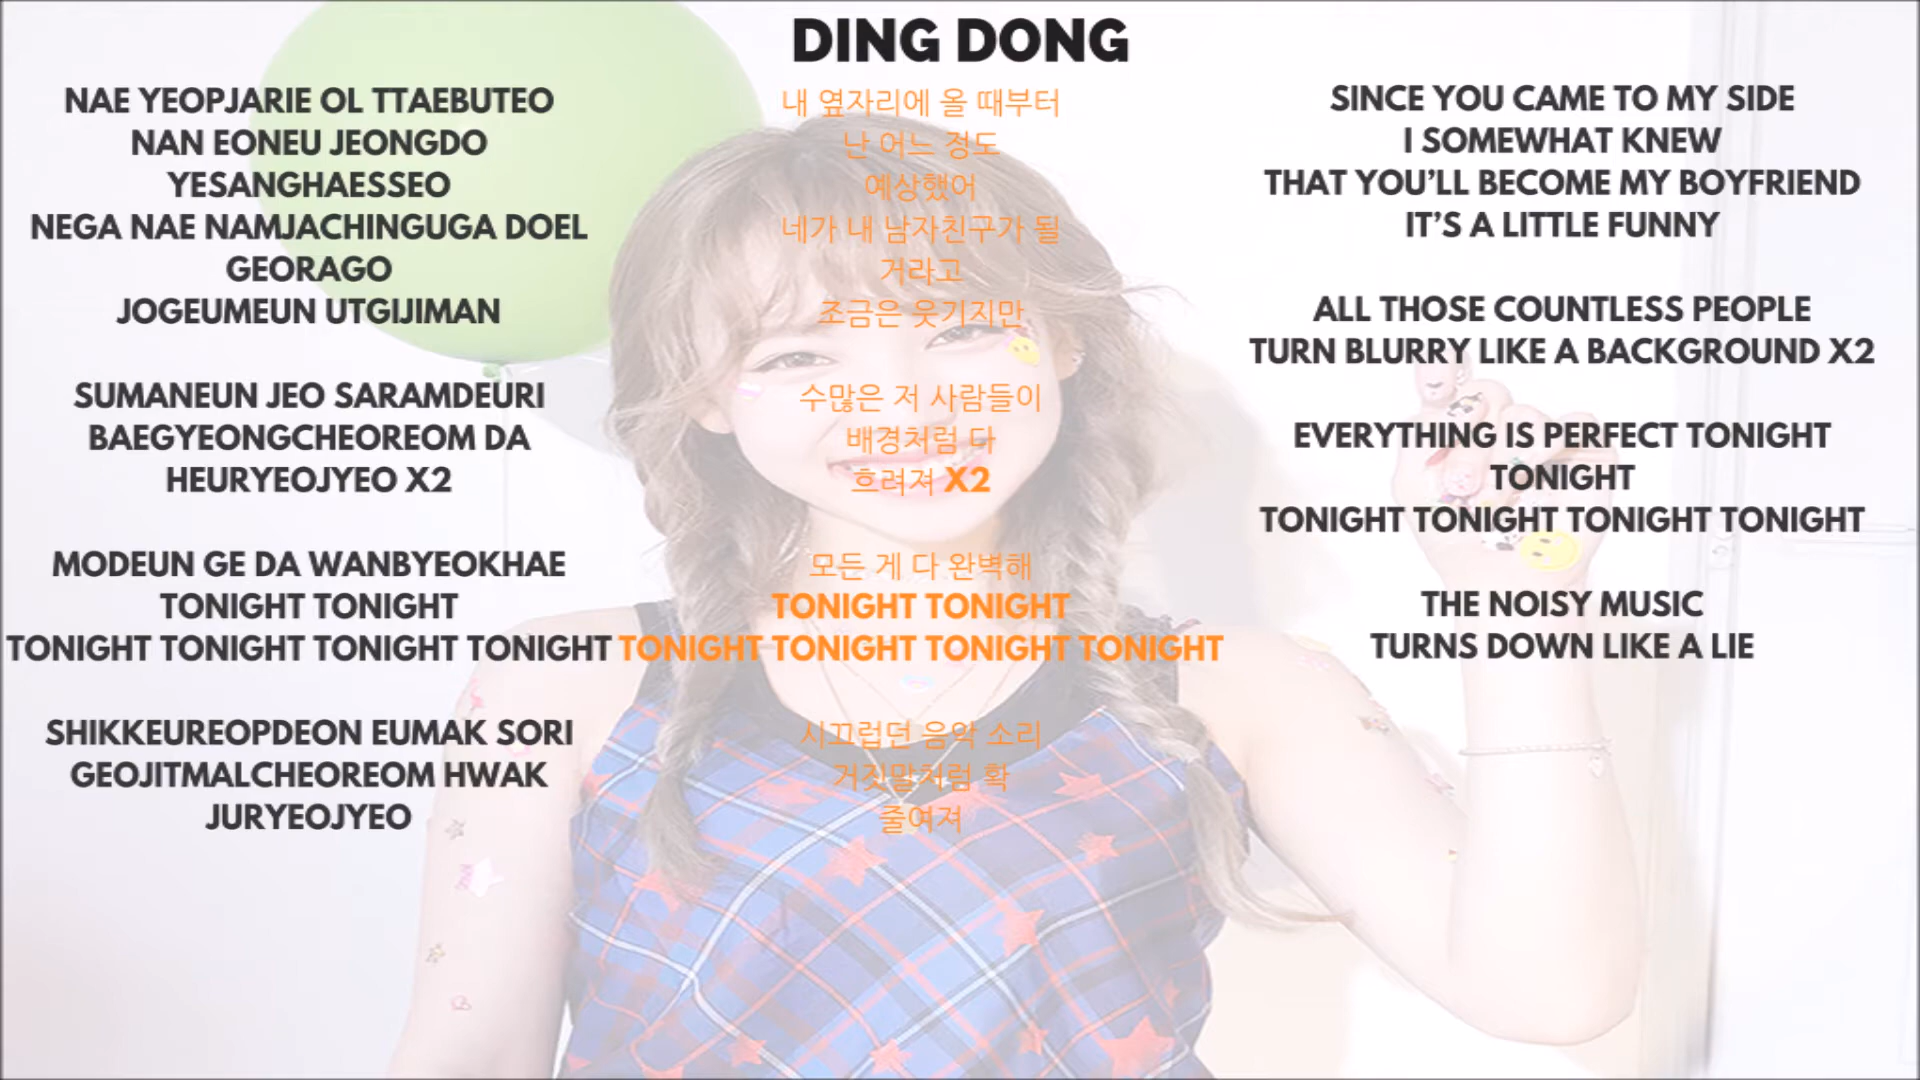 DING DONG
NAE YEOPJARIE OL TTAEBUTEO
NAN EONEU JEONGDO
YESANGHAESSEO
NEGA NAE NAMJACHINGUGA DOEL
GEORAGO
JOGEUMEUN UTGIJIMAN
SUMANEUN JEO SARAMDEURI
BAEGYEONGCHEOREOM DA
HEURYEOJYEO X2
MODEUN GE DA WANBYEOKHAE
TONIGHT TONIGHT
TONIGHT TONIGHT TONIGHT TONIGHT
SHIKKEUREOPDEON EUMAK SORI
GEOJITMALCHEOREOM HWAK
JURYEOJYEO
내 옆자리에 올 때부터
난 어느 정도
예상했어
네가 내 남자친구가 될
거라고
조금은 웃기지만
수많은 저 사람들이
배경처럼 다
흐려져 X2
모든 게 다 완벽해
TONIGHT TONIGHT
TONIGHT TONIGHT TONIGHT TONIGHT
시끄럽던 음악 소리
거짓말처럼 확
줄여져
SINCE YOU CAME TO MY SIDE
I SOMEWHAT KNEW
THAT YOU'LL BECOME MY BOYFRIEND
IT'S A LITTLE FUNNY
ALL THOSE COUNTLESS PEOPLE
TURN BLURRY LIKE A BACKGROUND X2
EVERYTHING IS PERFECT TONIGHT
TONIGHT
TONIGHT TONIGHT TONIGHT TONIGHT
THE NOISY MUSIC
TURNS DOWN LIKE A LIE